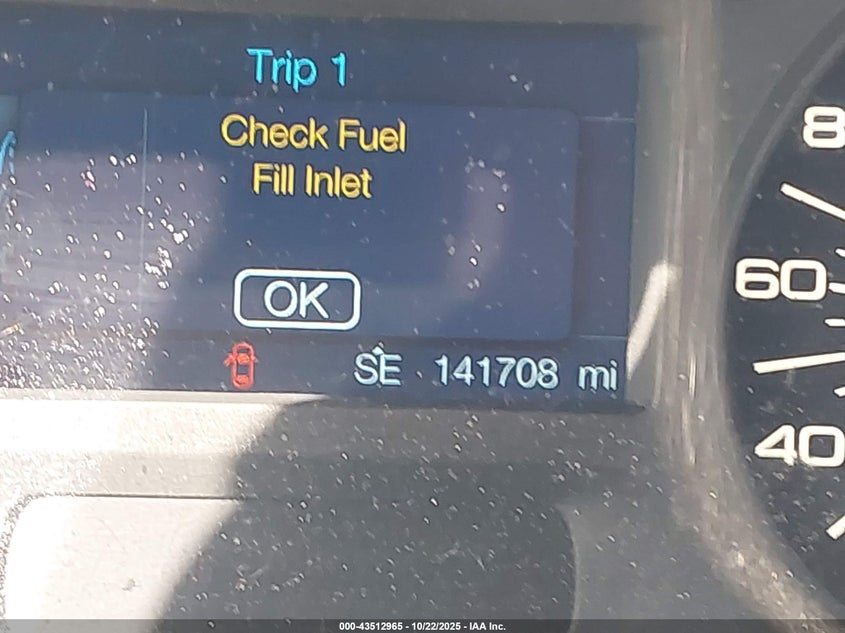 Trip 1
Check Fuel
Fill Inlet
OK
SE 141708 mi
8
60
40
000-43512965 - 10/22/2025 - IAA Inc.